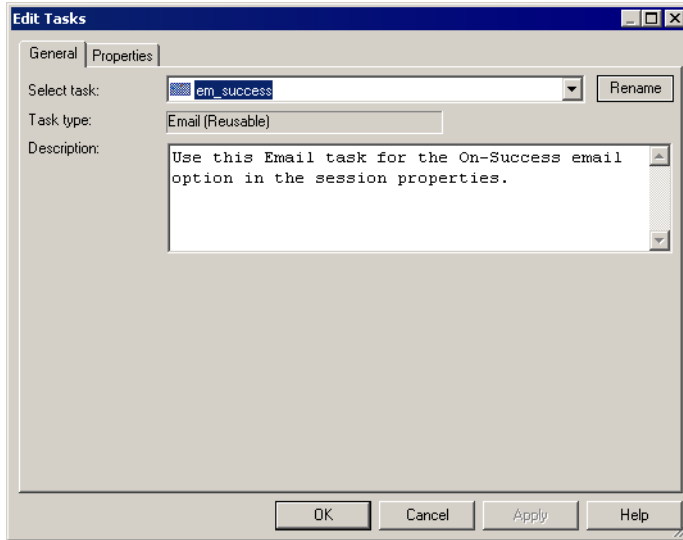 Edit Tasks
General Properties
Select task: em_success Rename
Task type: Email (Reusable)
Description: Use this Email task for the On-Success email
option in the session properties.
OK Cancel Apply Help